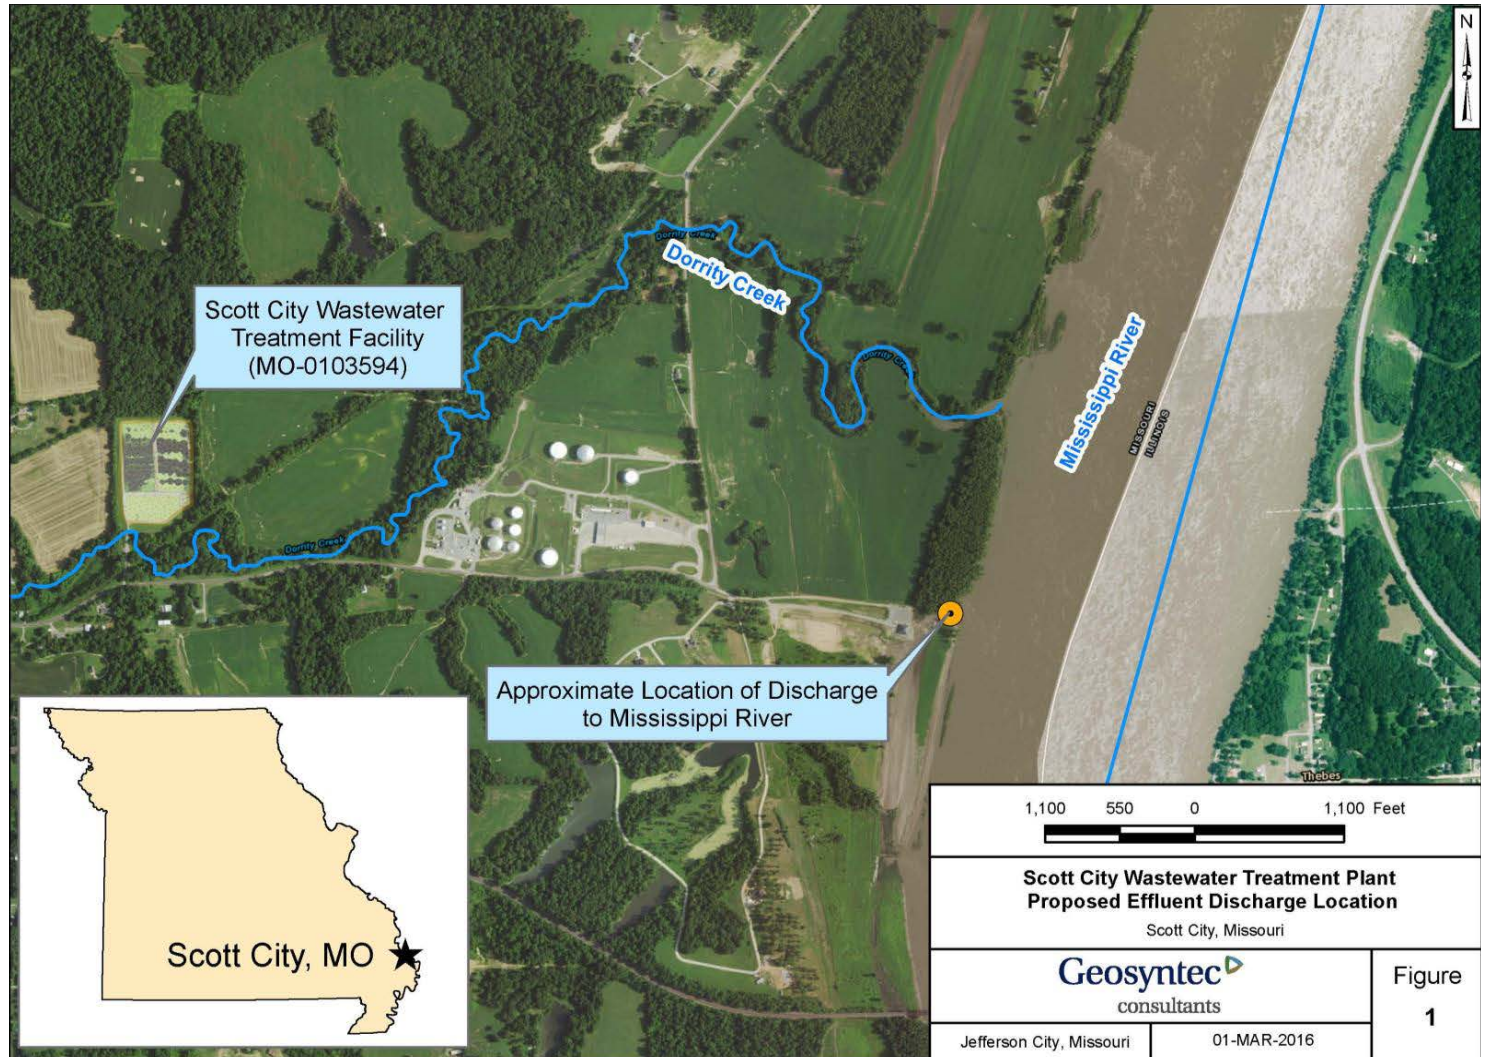 N
Dorrity Creek
Dorrity Creek
Scott City Wastewater
Treatment Facility
(MO-0103594)
Dorrity Creek
Mississippi River
MISSOURI
ILLINOIS
Dorrity Creek
Approximate Location of Discharge
to Mississippi River
Thebes
Scott City, MO
1,100 550 0 1,100 Feet
Scott City Wastewater Treatment Plant
Proposed Effluent Discharge Location
Scott City, Missouri
Geosyntec
consultants
Figure
1
Jefferson City, Missouri
01-MAR-2016